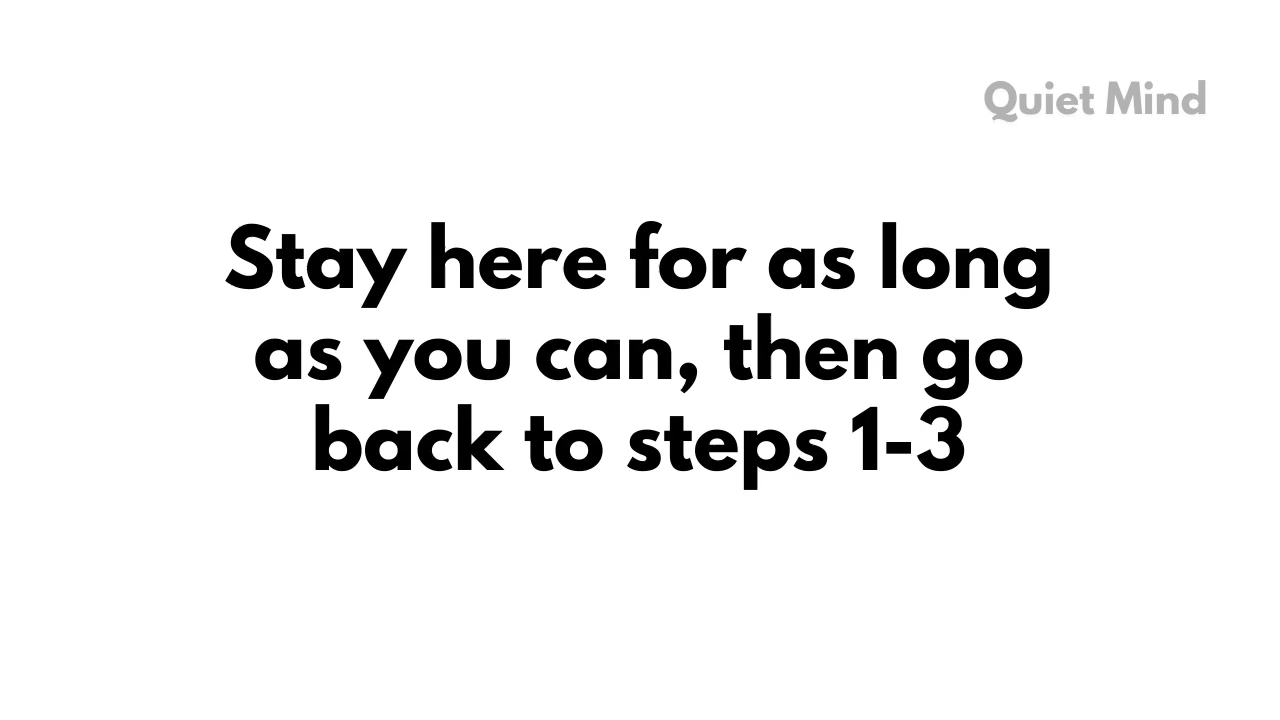 Quiet Mind
Stay here for as long
as you can, then go
back to steps 1-3